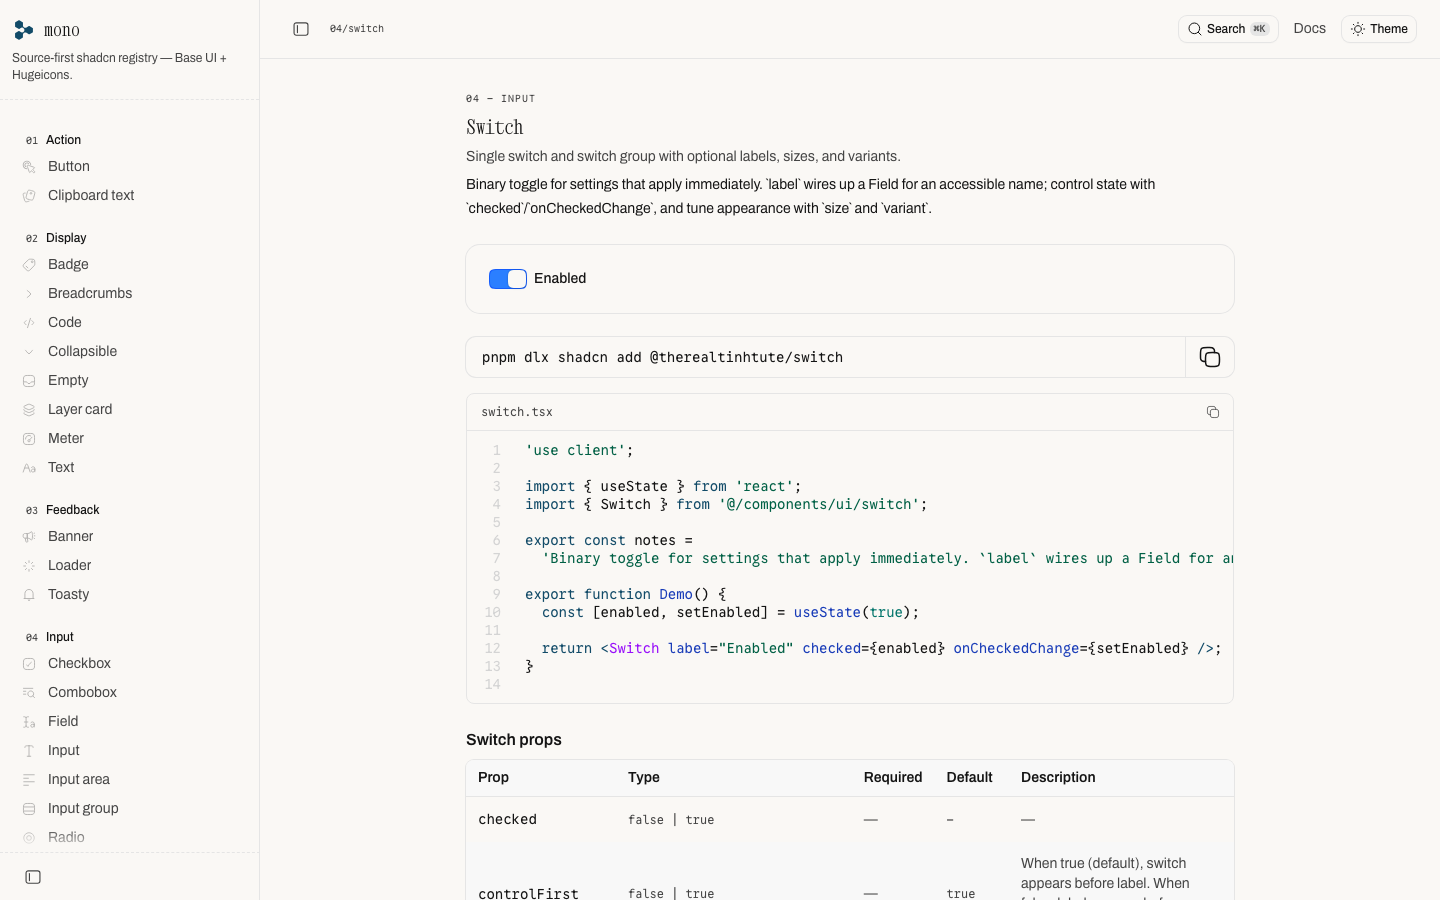 mono
Source-first shadcn registry — Base UI +
Hugeicons.
01 Action
Button
Clipboard text
02 Display
Badge
Breadcrumbs
Code
Collapsible
Empty
Layer card
Meter
Aa Text
03 Feedback
Banner
Loader
Toasty
04 Input
Checkbox
Combobox
Field
Input
Input area
Input group
Radio
04/switch
Search ⌘K
Docs
Theme
04 — INPUT
Switch
Single switch and switch group with optional labels, sizes, and variants.
Binary toggle for settings that apply immediately. `label` wires up a Field for an accessible name; control state with
`checked`/`onCheckedChange`, and tune appearance with `size` and `variant`.
Enabled
pnpm dlx shadcn add @therealtinhtute/switch
switch.tsx
1 'use client';
2
3 import { useState } from 'react';
4 import { Switch } from '@/components/ui/switch';
5
6 export const notes =
7 'Binary toggle for settings that apply immediately. `label` wires up a Field for
8
9 export function Demo() {
10 const [enabled, setEnabled] = useState(true);
11
12 return <Switch label="Enabled" checked={enabled} onCheckedChange={setEnabled} />;
13 }
14
Switch props
Prop Type Required Default Description
checked false | true — – —
controlFirst false | true — true When true (default), switch
appears before label. When